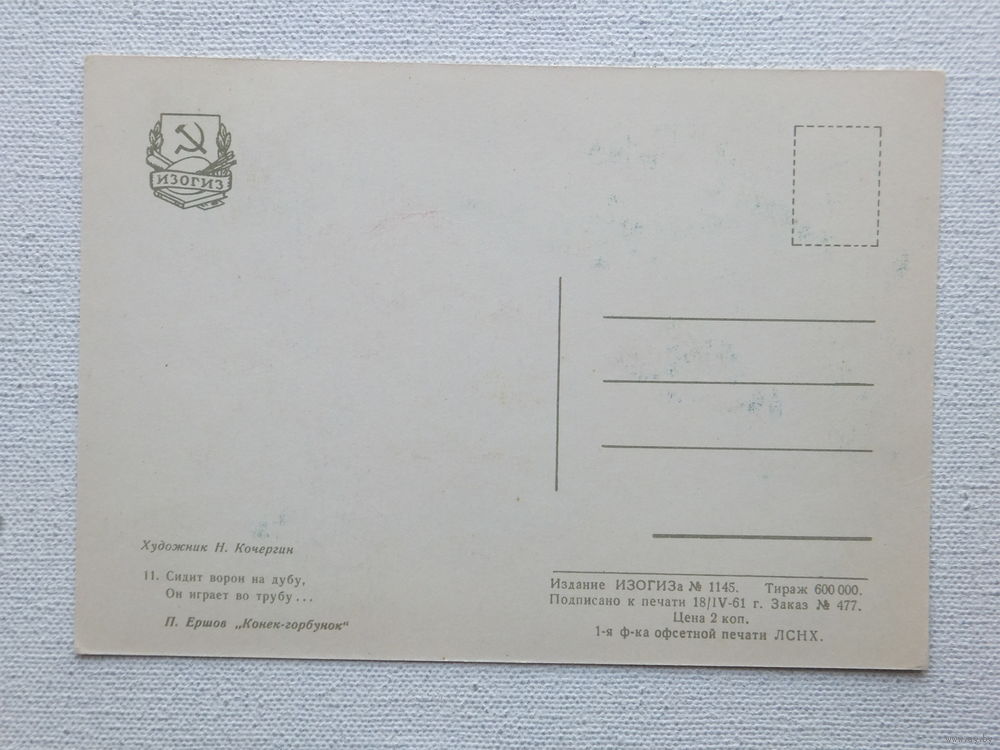 ИЗОГИЗ
Художник Н. Кочергин
11. Сидит ворон на дубу,
Он играет во трубу...
П. Ершов „Конек-горбунок“
Издание ИЗОГИЗа № 1145. Тираж 600 000.
Подписано к печати 18/IV-61 г. Заказ № 477.
Цена 2 коп.
1-я ф-ка офсетной печати ЛСНХ.